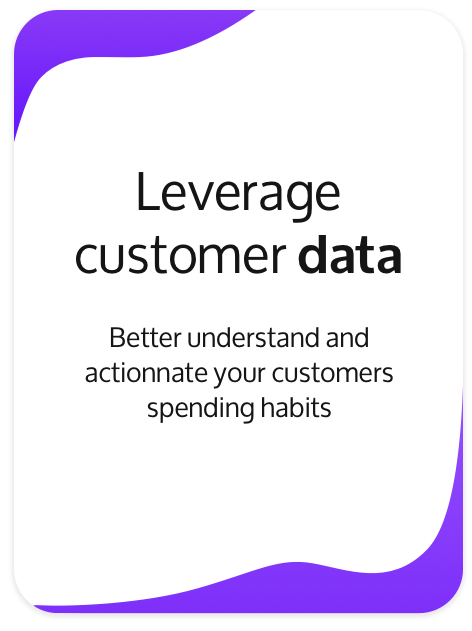 Leverage
customer data
Better understand and
actionnate your customers
spending habits